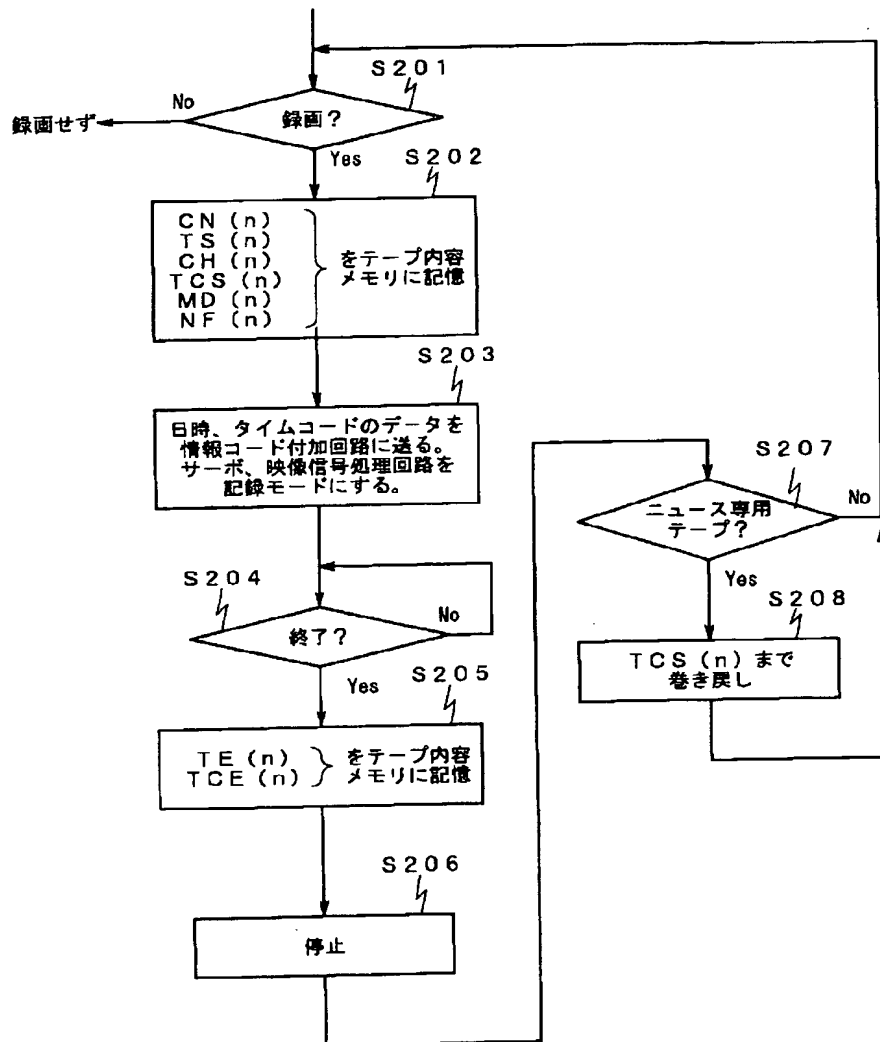 S201
録画？
No
録画せず
Yes
S202
CN(n)
TS(n)
CH(n)
TCS(n)
MD(n)
NF(n)
をテープ内容
メモリに記憶
S203
日時、タイムコードのデータを
情報コード付加回路に送る。
サーボ、映像信号処理回路を
記録モードにする。
S204
終了？
No
Yes
S205
TE(n)
TCE(n)
をテープ内容
メモリに記憶
S206
停止
S207
ニュース専用
テープ？
No
Yes
S208
TCS(n)まで
巻き戻し